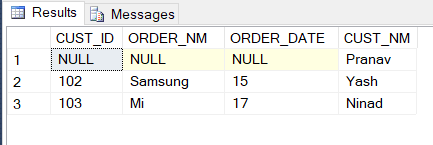 Results Messages
CUST_ID ORDER_NM ORDER_DATE CUST_NM
1 NULL NULL NULL Pranav
2 102 Samsung 15 Yash
3 103 Mi 17 Ninad